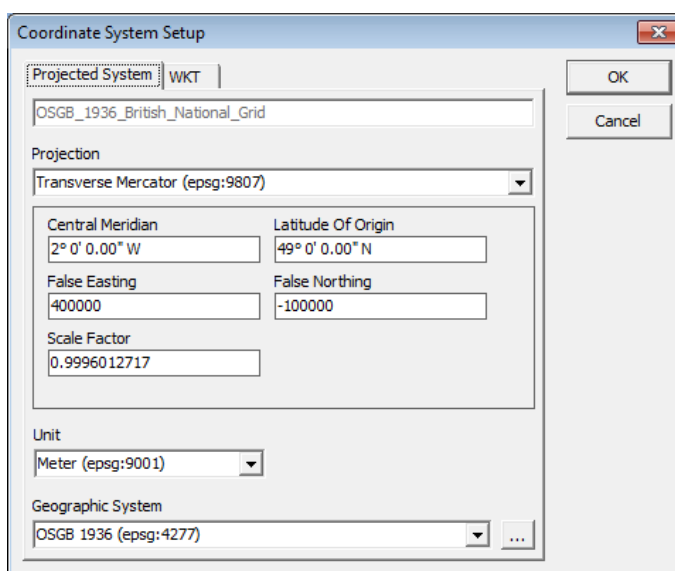 Coordinate System Setup
Projected System WKT
OK
OSGB_1936_British_National_Grid
Cancel
Projection
Transverse Mercator (epsg:9807)
Central Meridian Latitude Of Origin
2° 0' 0.00" W 49° 0' 0.00" N
False Easting False Northing
400000 -100000
Scale Factor
0.9996012717
Unit
Meter (epsg:9001)
Geographic System
OSGB 1936 (epsg:4277) ...